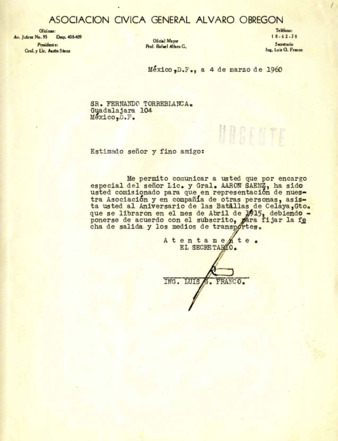 ASOCIACION CIVICA GENERAL ALVARO OBREGON
Oficinas:
Av. Juárez No. 95 Desp. 408-409
Presidente:
Gral. y Lic. Aarón Sáenz
Oficial Mayor
Prof. Rafael Alfaro G.
Teléfono:
Secretario
Ing. Luis G. Franco
México,D.F., a 4 de marzo de 1960
SR. FERNANDO TORREBLANCA.
Guadalajara 104
México,D.F.
URGENTE
Estimado señor y fino amigo:
Me permito comunicar a usted que por encargo
especial del señor Lic. y Gral. AARON SAENZ, ha sido
usted comisionado para que en representación de nues-
tra Asociación y en compañía de otras personas, asis-
ta usted al Aniversario de las Batallas de Celaya,Gto.
que se libraron en el mes de Abril de 1915, debiendo -
ponerse de acuerdo con el subscrito, para fijar la fe
cha de salida y los medios de transportes.
A t e n t a m e n t e .
EL SECRETARIO.
ING. LUIS G. FRANCO.